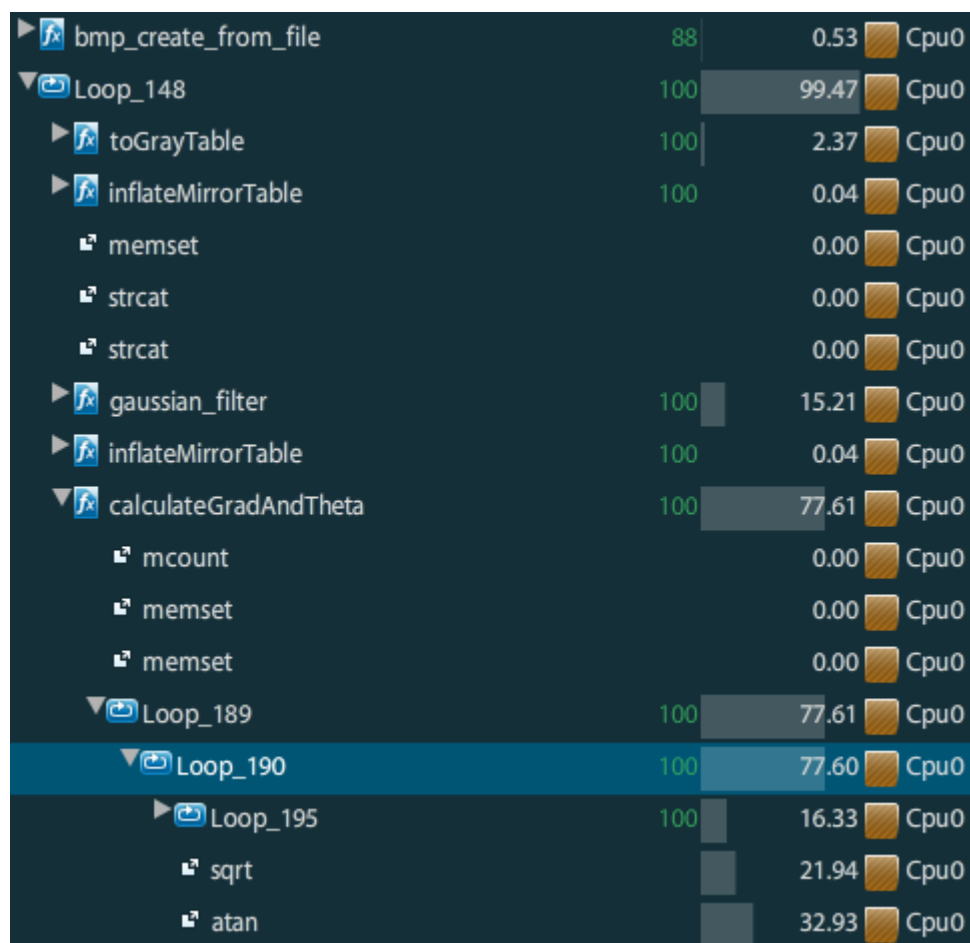 bmp_create_from_file 88 0.53 Cpu0
Loop_148 100 99.47 Cpu0
toGrayTable 100 2.37 Cpu0
inflateMirrorTable 100 0.04 Cpu0
memset 0.00 Cpu0
strcat 0.00 Cpu0
strcat 0.00 Cpu0
gaussian_filter 100 15.21 Cpu0
inflateMirrorTable 100 0.04 Cpu0
calculateGradAndTheta 100 77.61 Cpu0
mcount 0.00 Cpu0
memset 0.00 Cpu0
memset 0.00 Cpu0
Loop_189 100 77.61 Cpu0
Loop_190 100 77.60 Cpu0
Loop_195 100 16.33 Cpu0
sqrt 21.94 Cpu0
atan 32.93 Cpu0